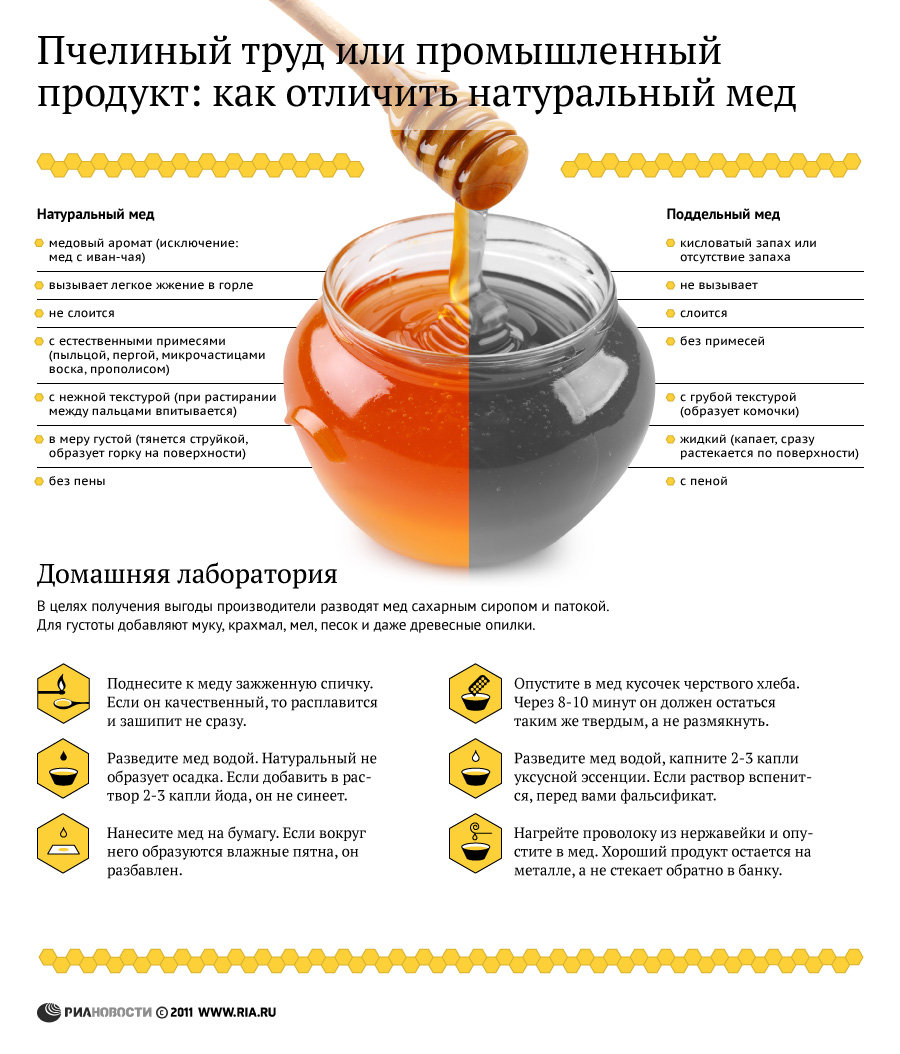 Пчелиный труд или промышленный
продукт: как отличить натуральный мед
Натуральный мед
медовый аромат (исключение:
мед с иван-чая)
вызывает легкое жжение в горле
не слоится
с естественными примесями
(пыльцой, пергой, микрочастицами
воска, прополисом)
с нежной текстурой (при растирании
между пальцами впитывается)
в меру густой (тянется струйкой,
образует горку на поверхности)
без пены
Поддельный мед
кисловатый запах или
отсутствие запаха
не вызывает
слоится
без примесей
с грубой текстурой
(образует комочки)
жидкий (капает, сразу
растекается по поверхности)
с пеной
Домашняя лаборатория
В целях получения выгоды производители разводят мед сахарным сиропом и патокой.
Для густоты добавляют муку, крахмал, мел, песок и даже древесные опилки.
Поднесите к меду зажженную спичку.
Если он качественный, то расплавится
и зашипит не сразу.
Разведите мед водой. Натуральный не
образует осадка. Если добавить в рас-
твор 2-3 капли йода, он не синеет.
Нанесите мед на бумагу. Если вокруг
него образуются влажные пятна, он
разбавлен.
Опустите в мед кусочек черствого хлеба.
Через 8-10 минут он должен остаться
таким же твердым, а не размякнуть.
Разведите мед водой, капните 2-3 капли
уксусной эссенции. Если раствор вспенит-
ся, перед вами фальсификат.
Нагрейте проволоку из нержавейки и опу-
стите в мед. Хороший продукт остается на
металле, а не стекает обратно в банку.
РИАНОВОСТИ © 2011 WWW.RIA.RU